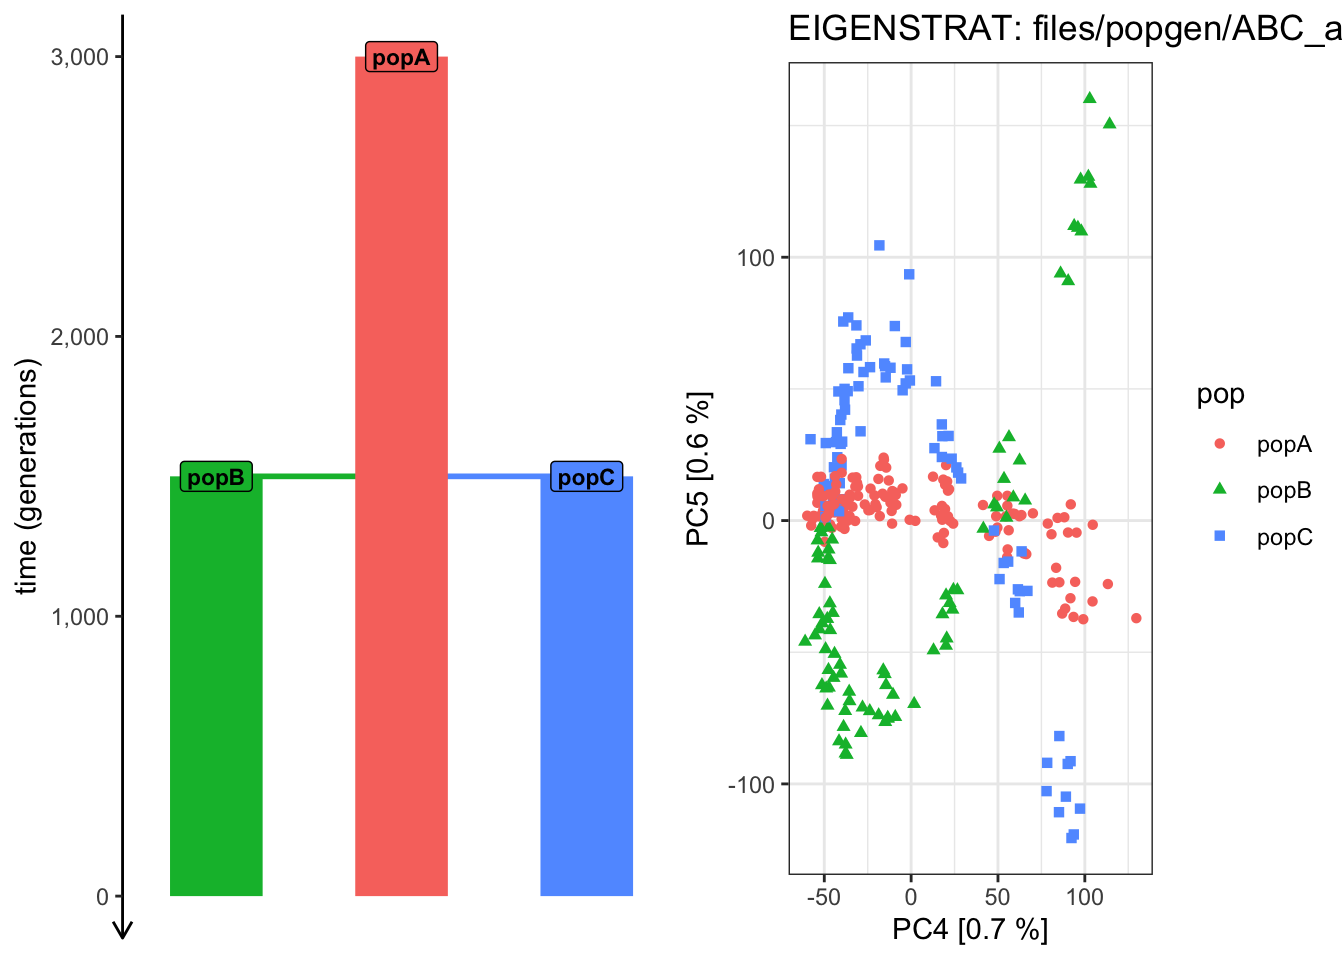 time (generations)
3,000
2,000
1,000
0
popA
popB
popC
EIGENSTRAT: files/popgen/ABC_a
PC5 [0.6 %]
100
0
-100
-50
0
50
100
PC4 [0.7 %]
pop
popA
popB
popC